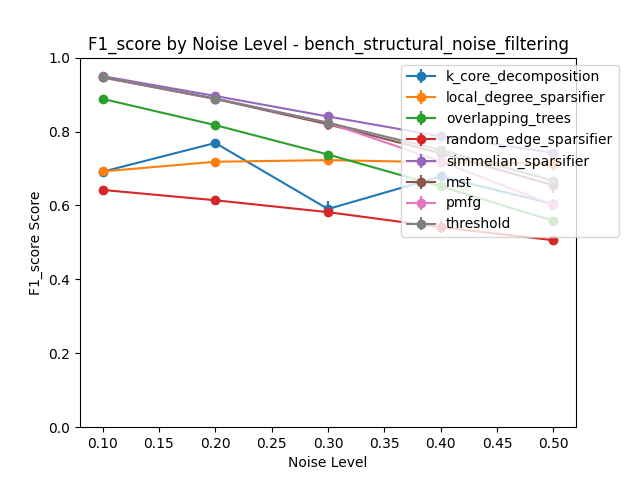 F1_score by Noise Level - bench_structural_noise_filtering
k_core_decomposition
local_degree_sparsifier
overlapping_trees
random_edge_sparsifier
simmelian_sparsifier
mst
pmfg
threshold
F1_score Score
1.0
0.8
0.6
0.4
0.2
0.0
0.10 0.15 0.20 0.25 0.30 0.35 0.40 0.45 0.50
Noise Level